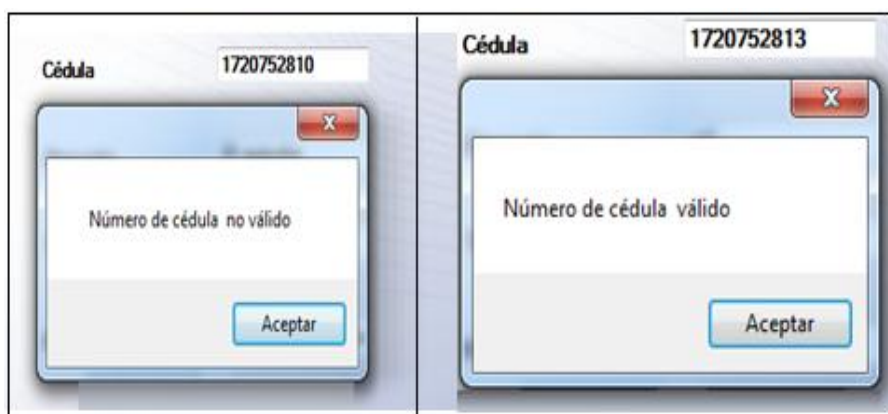 Cédula 1720752810
Número de cédula no válido
Aceptar
Cédula 1720752813
Número de cédula válido
Aceptar